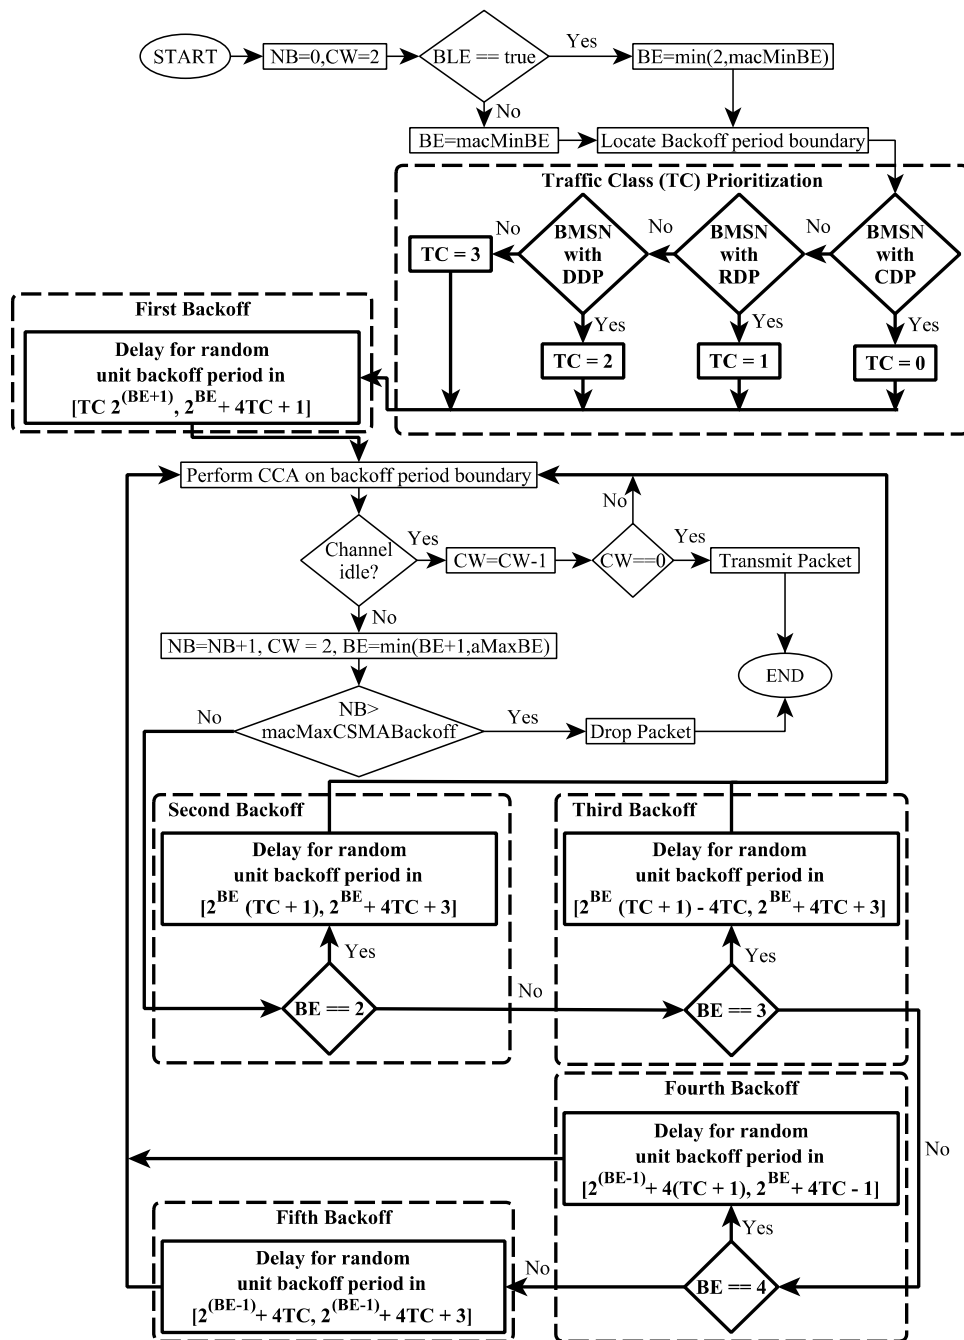 START
NB=0,CW=2
BLE == true
Yes
BE=min(2,macMinBE)
No
BE=macMinBE
Locate Backoff period boundary
Traffic Class (TC) Prioritization
BMSN
with
CDP
No
BMSN
with
RDP
No
BMSN
with
DDP
No
TC = 3
Yes
TC = 2
Yes
TC = 1
Yes
TC = 0
First Backoff
Delay for random
unit backoff period in
[TC 2^(BE+1), 2^BE + 4TC + 1]
Perform CCA on backoff period boundary
Channel
idle?
Yes
CW=CW-1
CW==0
No
Yes
Transmit Packet
No
NB=NB+1, CW = 2, BE=min(BE+1,aMaxBE)
END
NB>
macMaxCSMABackoff
No
Yes
Drop Packet
Second Backoff
Delay for random
unit backoff period in
[2^BE (TC + 1), 2^BE + 4TC + 3]
Yes
BE == 2
No
Third Backoff
Delay for random
unit backoff period in
[2^BE (TC + 1) - 4TC, 2^BE + 4TC + 3]
Yes
BE == 3
No
Fourth Backoff
Delay for random
unit backoff period in
[2^(BE-1) + 4(TC + 1), 2^BE + 4TC - 1]
Yes
BE == 4
No
Fifth Backoff
Delay for random
unit backoff period in
[2^(BE-1) + 4TC, 2^(BE-1) + 4TC + 3]